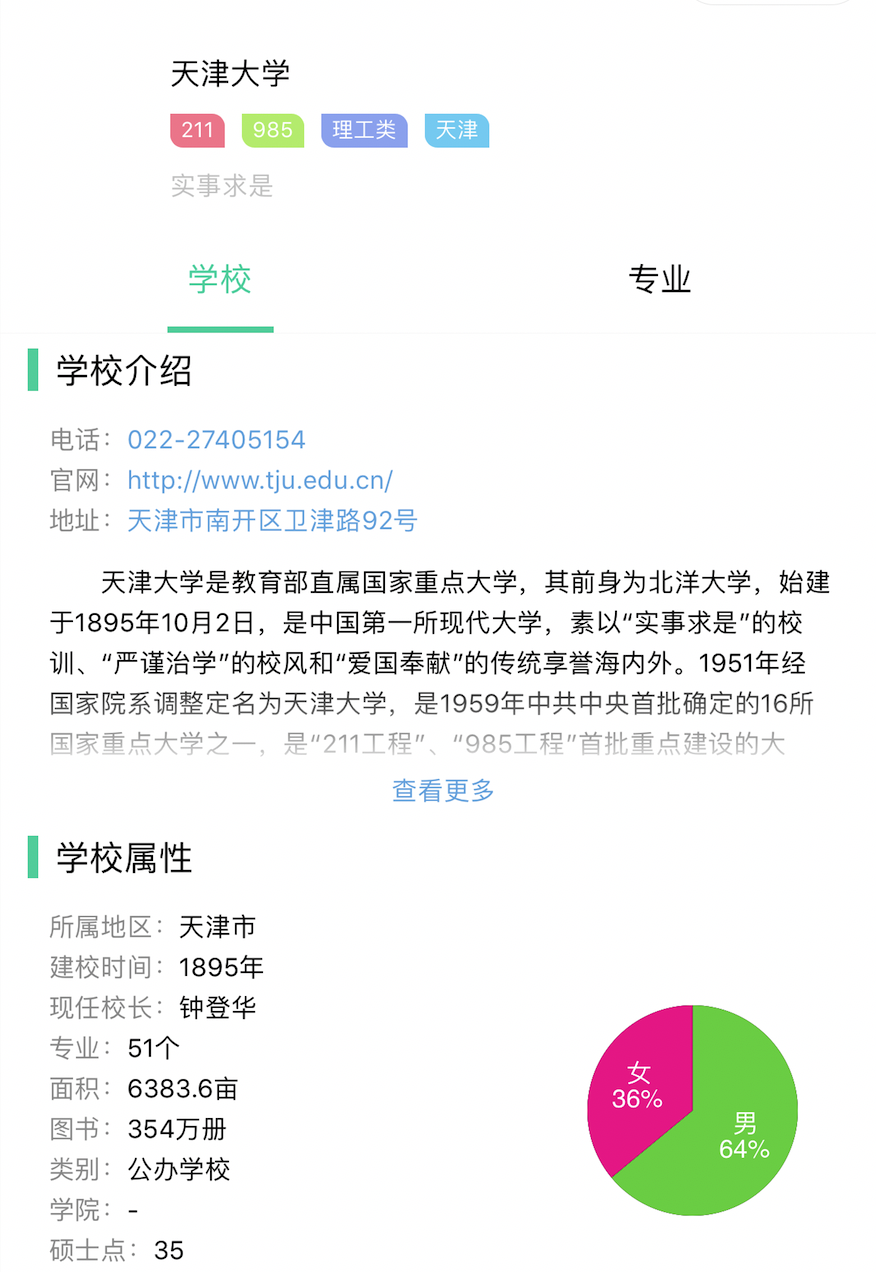 天津大学
211 985 理工类 天津
实事求是
学校 专业
学校介绍
电话：022-27405154
官网：http://www.tju.edu.cn/
地址：天津市南开区卫津路92号
天津大学是教育部直属国家重点大学，其前身为北洋大学，始建
于1895年10月2日，是中国第一所现代大学，素以“实事求是”的校
训、“严谨治学”的校风和“爱国奉献”的传统享誉海内外。1951年经
国家院系调整定名为天津大学，是1959年中共中央首批确定的16所
国家重点大学之一，是“211工程”、“985工程”首批重点建设的大
查看更多
学校属性
所属地区：天津市
建校时间：1895年
现任校长：钟登华
专业：51个
面积：6383.6亩
图书：354万册
类别：公办学校
学院：-
硕士点：35
女
36%
男
64%